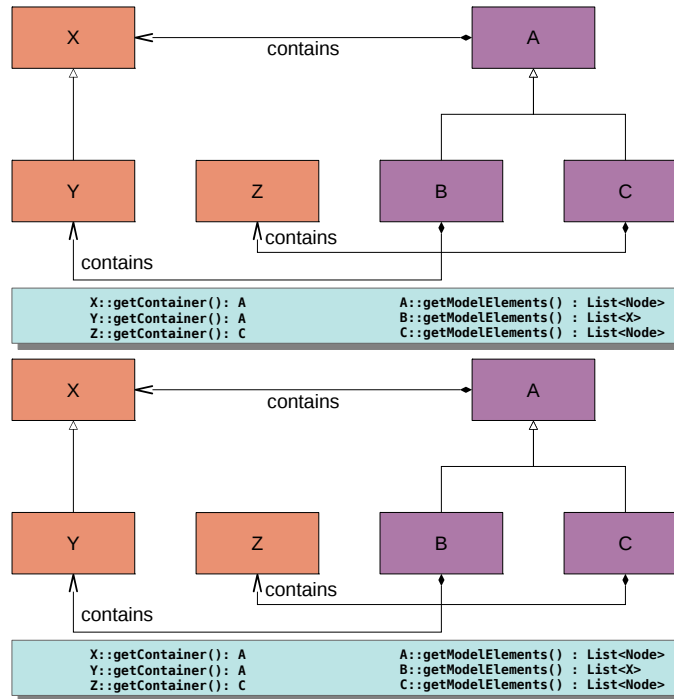 X
A
contains
Y
Z
B
C
contains
contains
X::getContainer(): A
A::getModelElements() : List<Node>
Y::getContainer(): A
B::getModelElements() : List<X>
Z::getContainer(): C
C::getModelElements() : List<Node>
X
A
contains
Y
Z
B
C
contains
contains
X::getContainer(): A
A::getModelElements() : List<Node>
Y::getContainer(): A
B::getModelElements() : List<X>
Z::getContainer(): C
C::getModelElements() : List<Node>